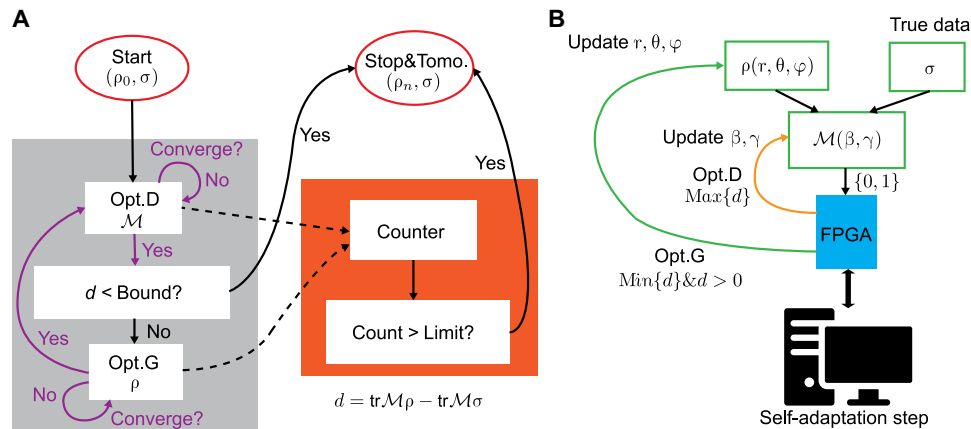 A
Start
(ρ₀, σ)
Stop&Tomo.
(ρₙ, σ)
Converge?
No
Yes
Yes
Opt.D
ℳ
Yes
Counter
d < Bound?
No
Yes
Count > Limit?
Opt.G
ρ
No
Converge?
d = trℳρ − trℳσ
B
True data
Update r, θ, φ
ρ(r, θ, φ)
σ
Update β, γ
ℳ(β, γ)
Opt.D
Max{d}
{0, 1}
FPGA
Opt.G
Min{d}&d > 0
Self-adaptation step